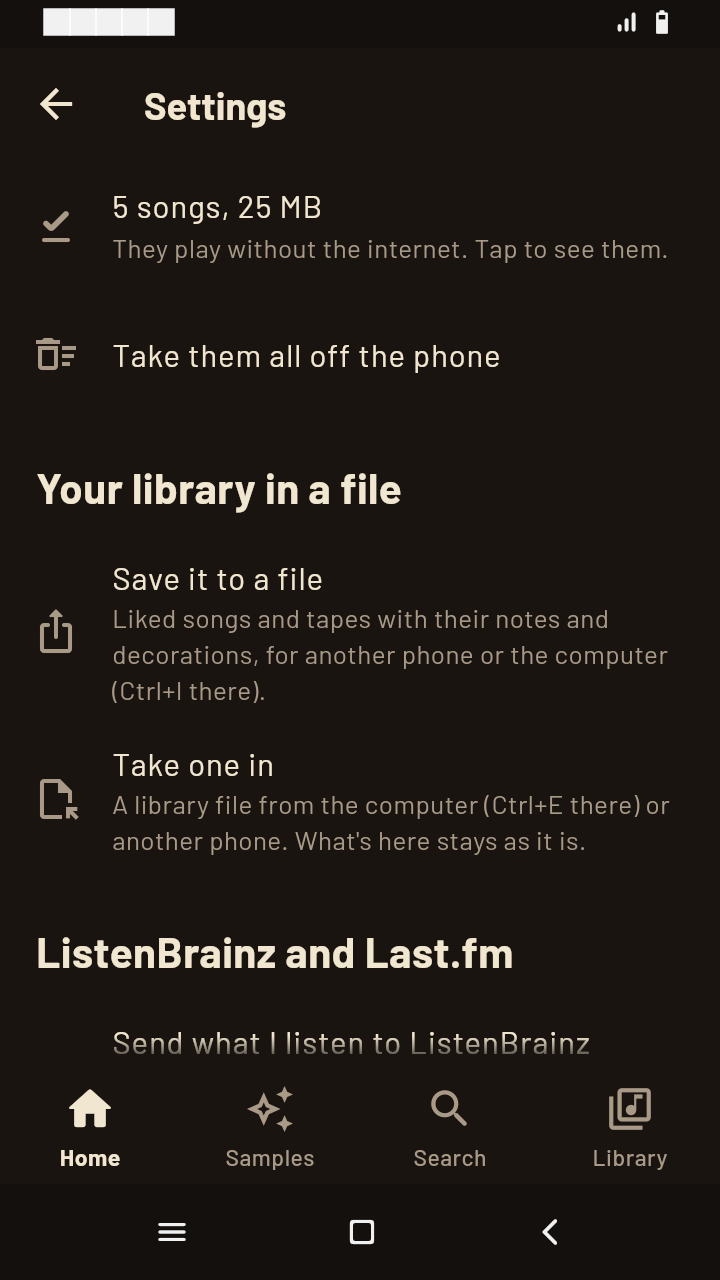 Settings
5 songs, 25 MB
They play without the internet. Tap to see them.
Take them all off the phone
Your library in a file
Save it to a file
Liked songs and tapes with their notes and
decorations, for another phone or the computer
(Ctrl+I there).
Take one in
A library file from the computer (Ctrl+E there) or
another phone. What's here stays as it is.
ListenBrainz and Last.fm
Send what I listen to ListenBrainz
Home
Samples
Search
Library